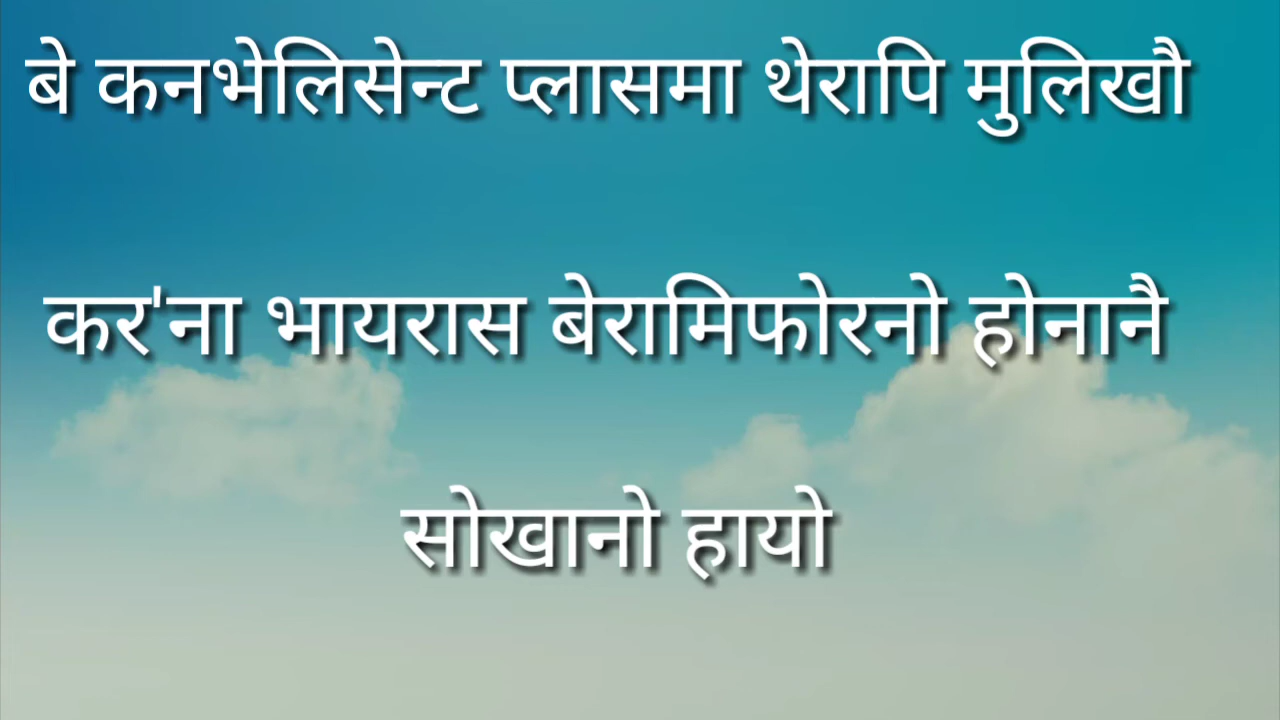 बे कनभेलिसेन्ट प्लासमा थेरापि मुलिखौ
कर'ना भायरास बेरामिफोरनो होनानै
सोखानो हायो